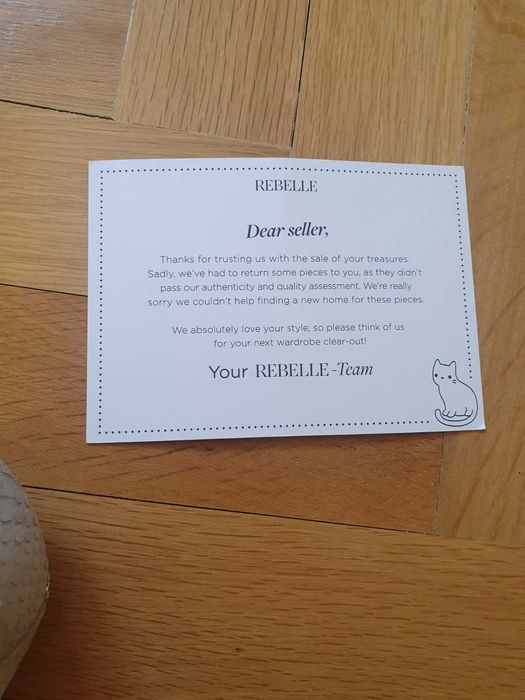 REBELLE
Dear seller,
Thanks for trusting us with the sale of your treasures.
Sadly, we've had to return some pieces to you, as they didn't
pass our authenticity and quality assessment. We're really
sorry we couldn't help finding a new home for these pieces.
We absolutely love your style, so please think of us
for your next wardrobe clear-out!
Your REBELLE-Team